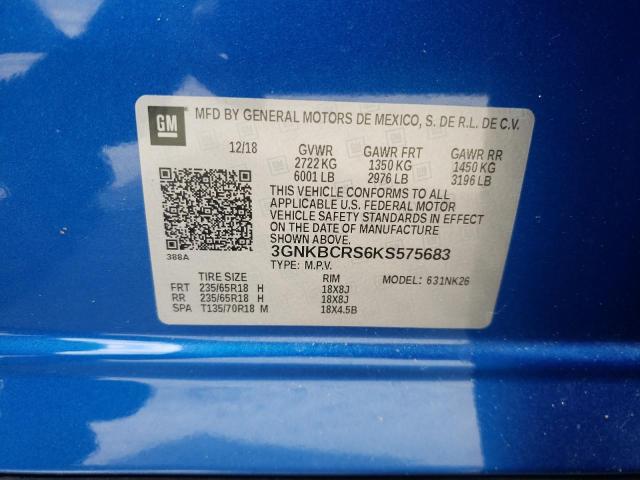 GM
MFD BY GENERAL MOTORS DE MEXICO, S. DE R.L. DE C.V.
12/18 GVWR GAWR FRT GAWR RR
2722 KG 1350 KG 1450 KG
6001 LB 2976 LB 3196 LB
THIS VEHICLE CONFORMS TO ALL
APPLICABLE U.S. FEDERAL MOTOR
VEHICLE SAFETY STANDARDS IN EFFECT
ON THE DATE OF MANUFACTURE
SHOWN ABOVE.
388A
3GNKBCRS6KS575683
TYPE: M.P.V. MODEL: 631NK26
TIRE SIZE RIM
FRT 235/65R18 H 18X8J
RR 235/65R18 H 18X8J
SPA T135/70R18 M 18X4.5B